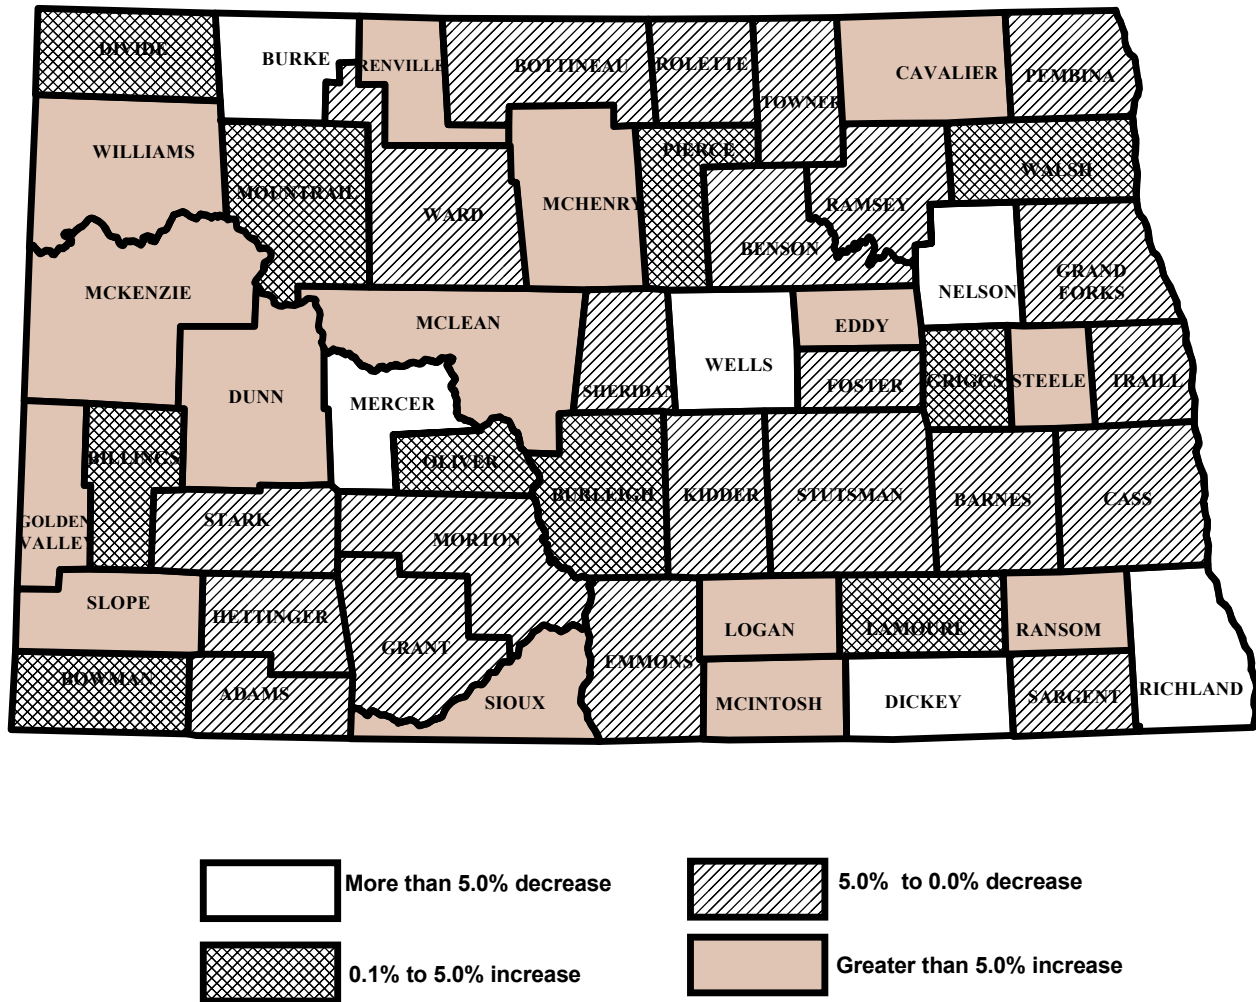 DIVIDE
BURKE
RENVILLE
BOTTINEAU
ROLETTE
TOWNER
CAVALIER
PEMBINA
WILLIAMS
MOUNTRAIL
WARD
MCHENRY
PIERCE
BENSON
RAMSEY
WALSH
MCKENZIE
MCLEAN
NELSON
GRAND
FORKS
EDDY
DUNN
MERCER
SHERIDAN
WELLS
FOSTER
GRIGGS
STEELE
TRAILL
BILLINGS
OLIVER
GOLDEN
VALLEY
STARK
MORTON
BURLEIGH
KIDDER
STUTSMAN
BARNES
CASS
SLOPE
HETTINGER
GRANT
EMMONS
LOGAN
LAMOURE
RANSOM
BOWMAN
ADAMS
SIOUX
MCINTOSH
DICKEY
SARGENT
RICHLAND
More than 5.0% decrease
5.0% to 0.0% decrease
0.1% to 5.0% increase
Greater than 5.0% increase